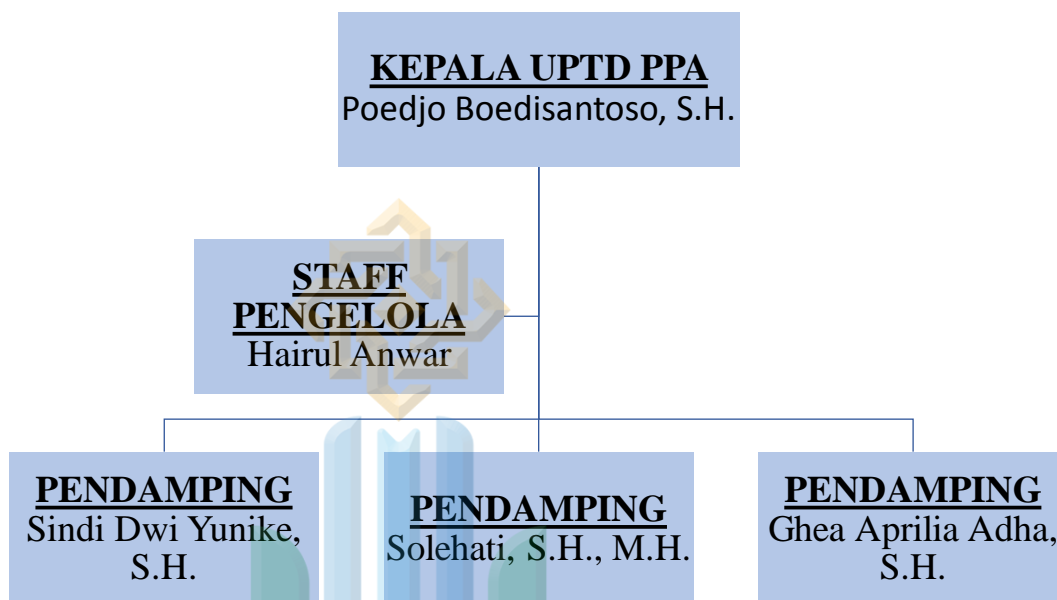 KEPALA UPTD PPA
Poedjo Boedisantoso, S.H.
STAFF
PENGELOLA
Hairul Anwar
PENDAMPING
Sindi Dwi Yunike,
S.H.
PENDAMPING
Solehati, S.H., M.H.
PENDAMPING
Ghea Aprilia Adha,
S.H.